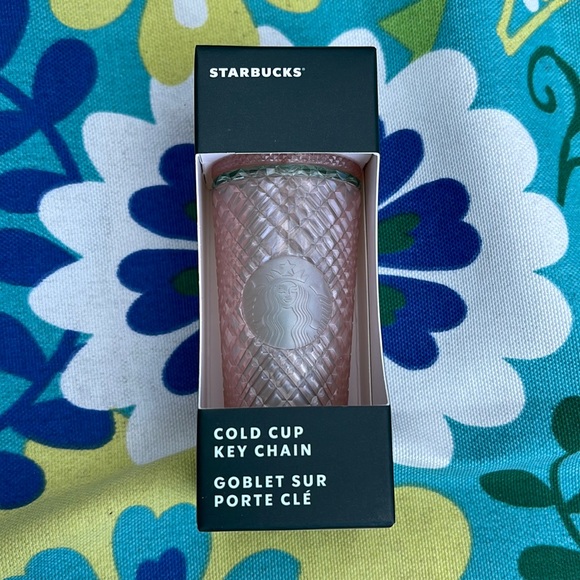 STARBUCKS®
COLD CUP
KEY CHAIN
GOBLET SUR
PORTE CLÉ